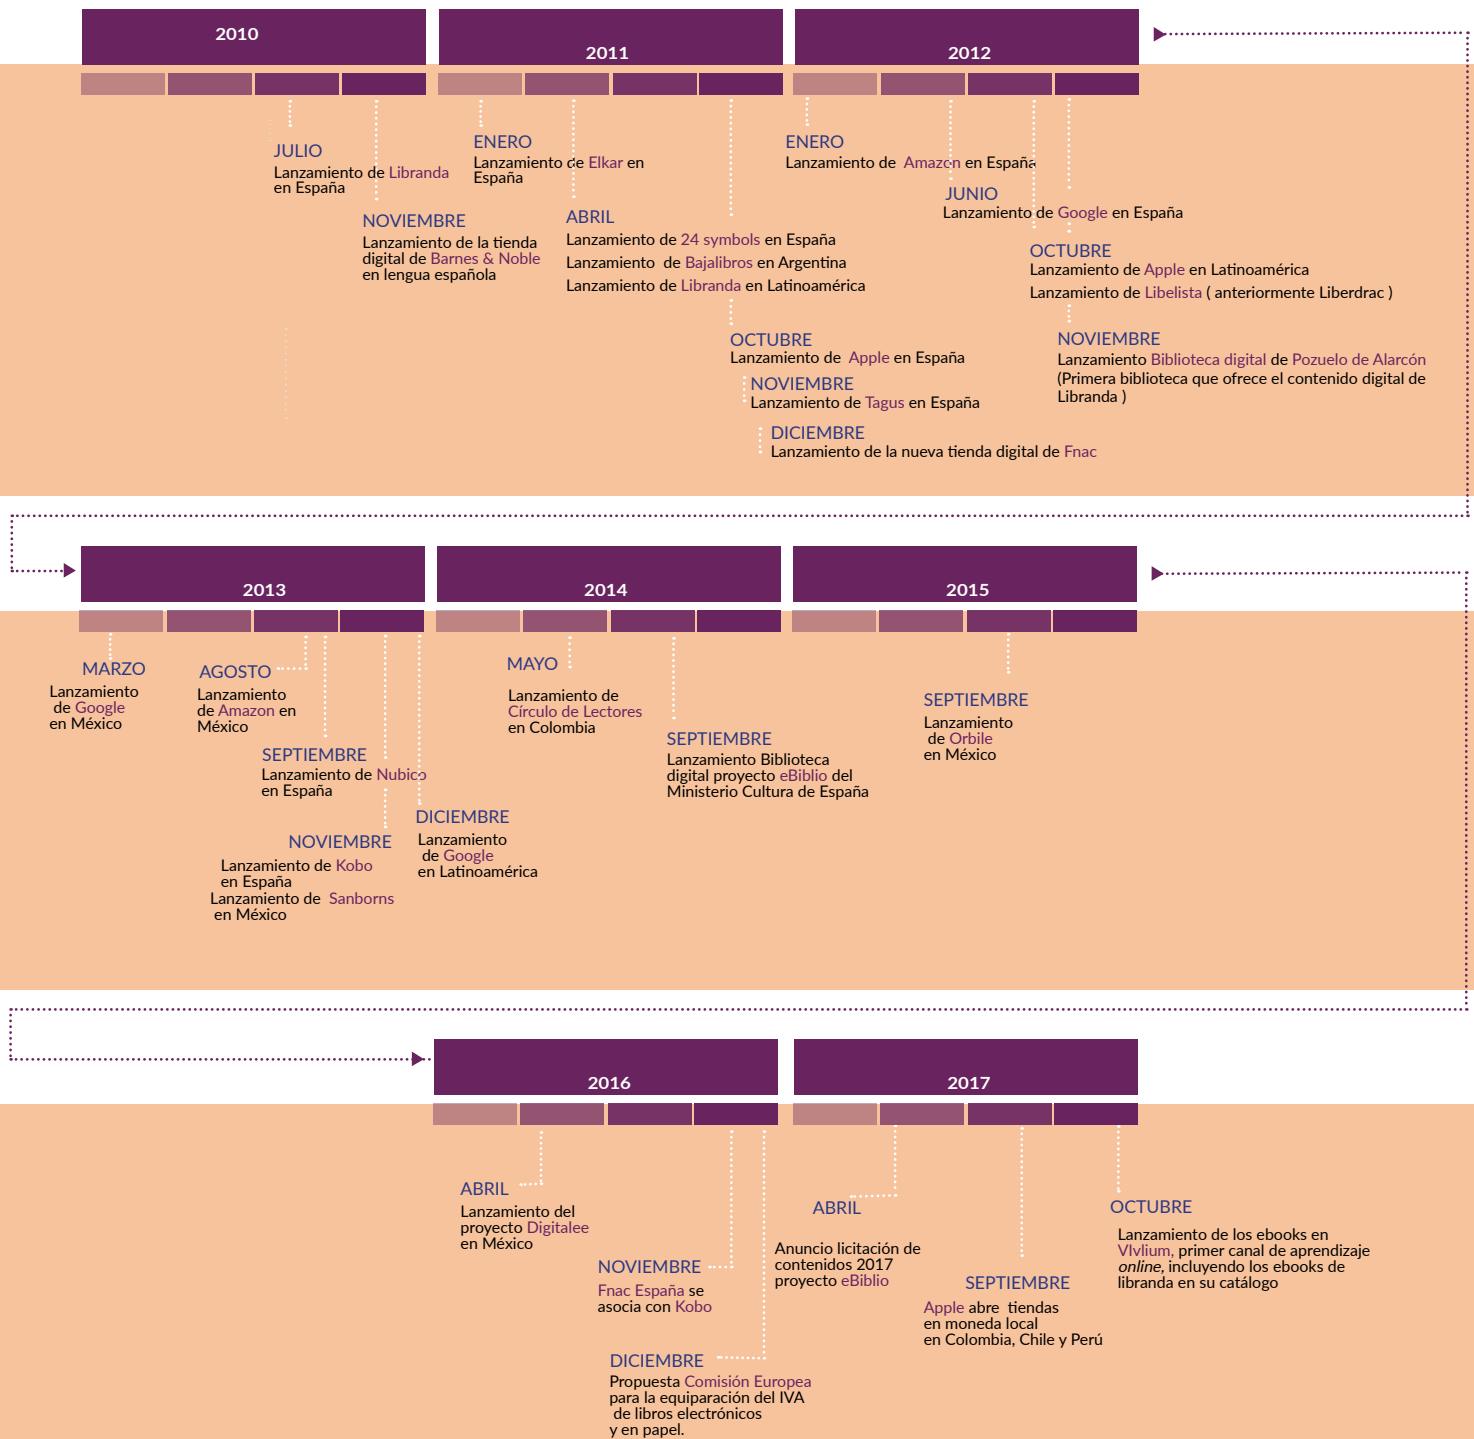 2010
2011
2012
JULIO
Lanzamiento de Libranda
en España
NOVIEMBRE
Lanzamiento de la tienda
digital de Barnes & Noble
en lengua española
ENERO
Lanzamiento de Elkar en
España
ABRIL
Lanzamiento de 24 symbols en España
Lanzamiento de Bajalibros en Argentina
Lanzamiento de Libranda en Latinoamérica
OCTUBRE
Lanzamiento de Apple en España
NOVIEMBRE
Lanzamiento de Tagus en España
DICIEMBRE
Lanzamiento de la nueva tienda digital de Fnac
ENERO
Lanzamiento de Amazon en España
JUNIO
Lanzamiento de Google en España
OCTUBRE
Lanzamiento de Apple en Latinoamérica
Lanzamiento de Libelista ( anteriormente Liberdrac )
NOVIEMBRE
Lanzamiento Biblioteca digital de Pozuelo de Alarcón
(Primera biblioteca que ofrece el contenido digital de
Libranda )
2013
2014
2015
MARZO
Lanzamiento
de Google
en México
AGOSTO
Lanzamiento
de Amazon en
México
SEPTIEMBRE
Lanzamiento de Nubico
en España
NOVIEMBRE
Lanzamiento de Kobo
en España
Lanzamiento de Sanborns
en México
DICIEMBRE
Lanzamiento
de Google
en Latinoamérica
MAYO
Lanzamiento de
Círculo de Lectores
en Colombia
SEPTIEMBRE
Lanzamiento Biblioteca
digital proyecto eBiblio del
Ministerio Cultura de España
SEPTIEMBRE
Lanzamiento
de Orbile
en México
2016
2017
ABRIL
Lanzamiento del
proyecto Digitalee
en México
NOVIEMBRE
Fnac España se
asocia con Kobo
DICIEMBRE
Propuesta Comisión Europea
para la equiparación del IVA
de libros electrónicos
y en papel.
ABRIL
Anuncio licitación de
contenidos 2017
proyecto eBiblio
SEPTIEMBRE
Apple abre tiendas
en moneda local
en Colombia, Chile y Perú
OCTUBRE
Lanzamiento de los ebooks en
VIvlium, primer canal de aprendizaje
online, incluyendo los ebooks de
libranda en su catálogo